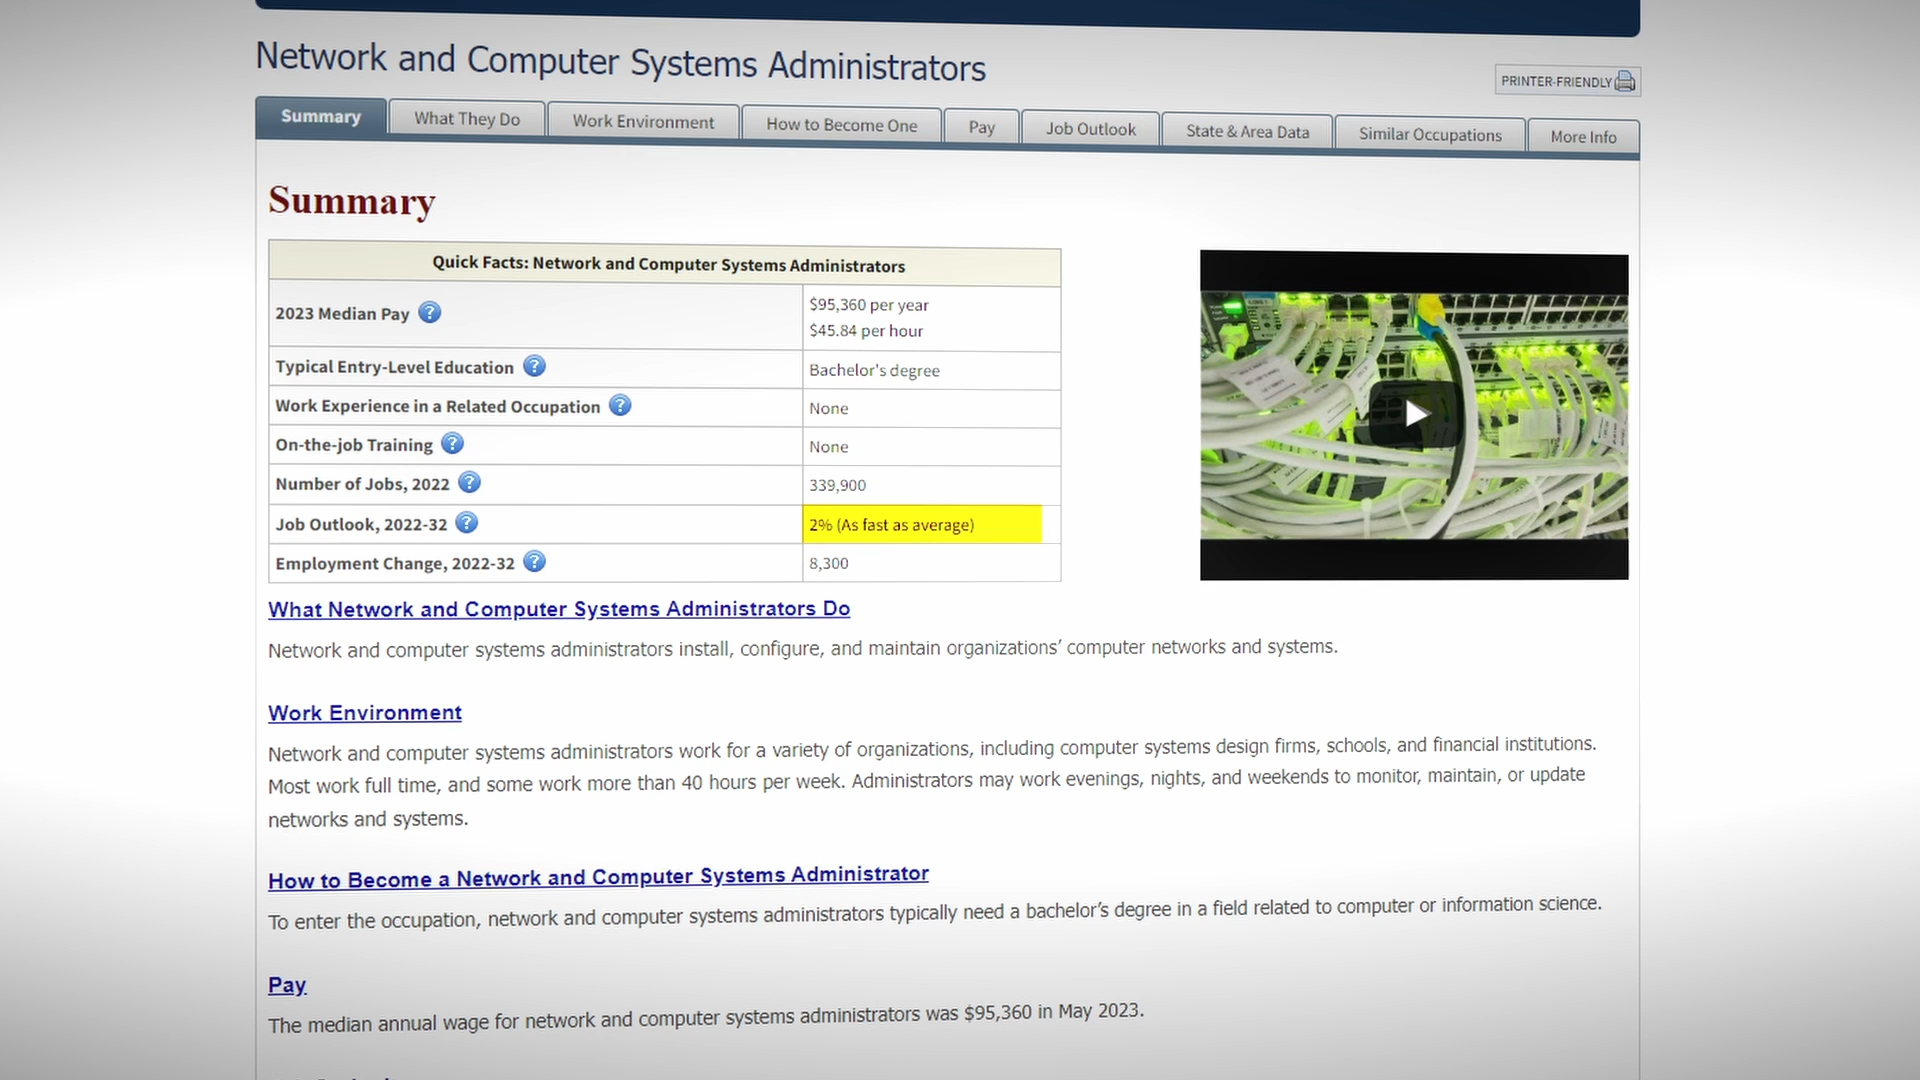 Network and Computer Systems Administrators
PRINTER-FRIENDLY
Summary
What They Do
Work Environment
How to Become One
Pay
Job Outlook
State & Area Data
Similar Occupations
More Info
Summary
Quick Facts: Network and Computer Systems Administrators
2023 Median Pay ?
$95,360 per year
$45.84 per hour
Typical Entry-Level Education ?
Bachelor's degree
Work Experience in a Related Occupation ?
None
On-the-job Training ?
None
Number of Jobs, 2022 ?
339,900
Job Outlook, 2022-32 ?
2% (As fast as average)
Employment Change, 2022-32 ?
8,300
What Network and Computer Systems Administrators Do
Network and computer systems administrators install, configure, and maintain organizations’ computer networks and systems.
Work Environment
Network and computer systems administrators work for a variety of organizations, including computer systems design firms, schools, and financial institutions.
Most work full time, and some work more than 40 hours per week. Administrators may work evenings, nights, and weekends to monitor, maintain, or update
networks and systems.
How to Become a Network and Computer Systems Administrator
To enter the occupation, network and computer systems administrators typically need a bachelor’s degree in a field related to computer or information science.
Pay
The median annual wage for network and computer systems administrators was $95,360 in May 2023.